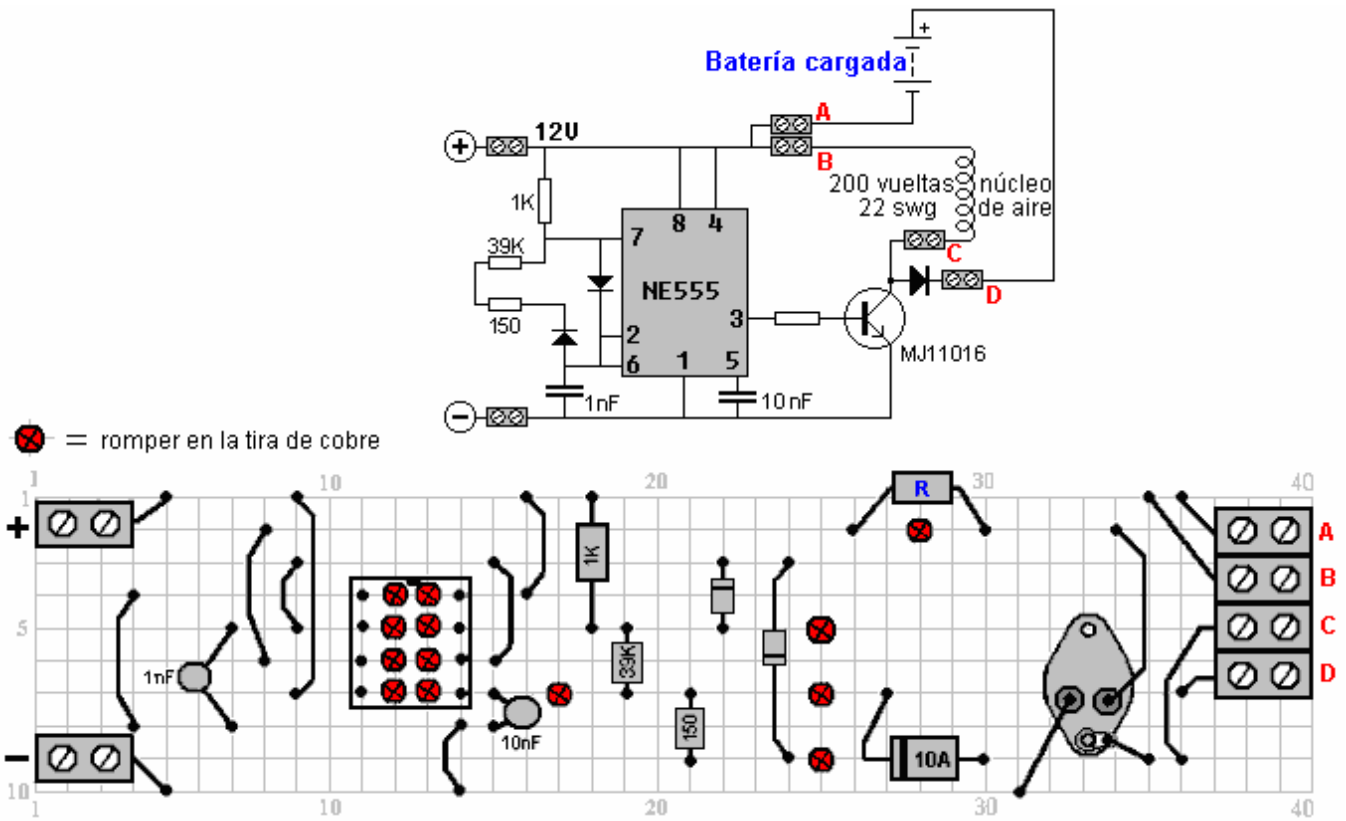 +
Batería cargada
A
+
12V
B
200 vueltas
22 swg
núcleo
de aire
1K
8 4
7
39K
C
NE555
D
150
3
2
MJ11016
6
1 5
1nF
10nF
−
= romper en la tira de cobre
1 10 20 30 40
1
R
+
A
1K
B
5
C
39K
1nF
D
150
10nF
10A
−
10
1 10 20 30 40